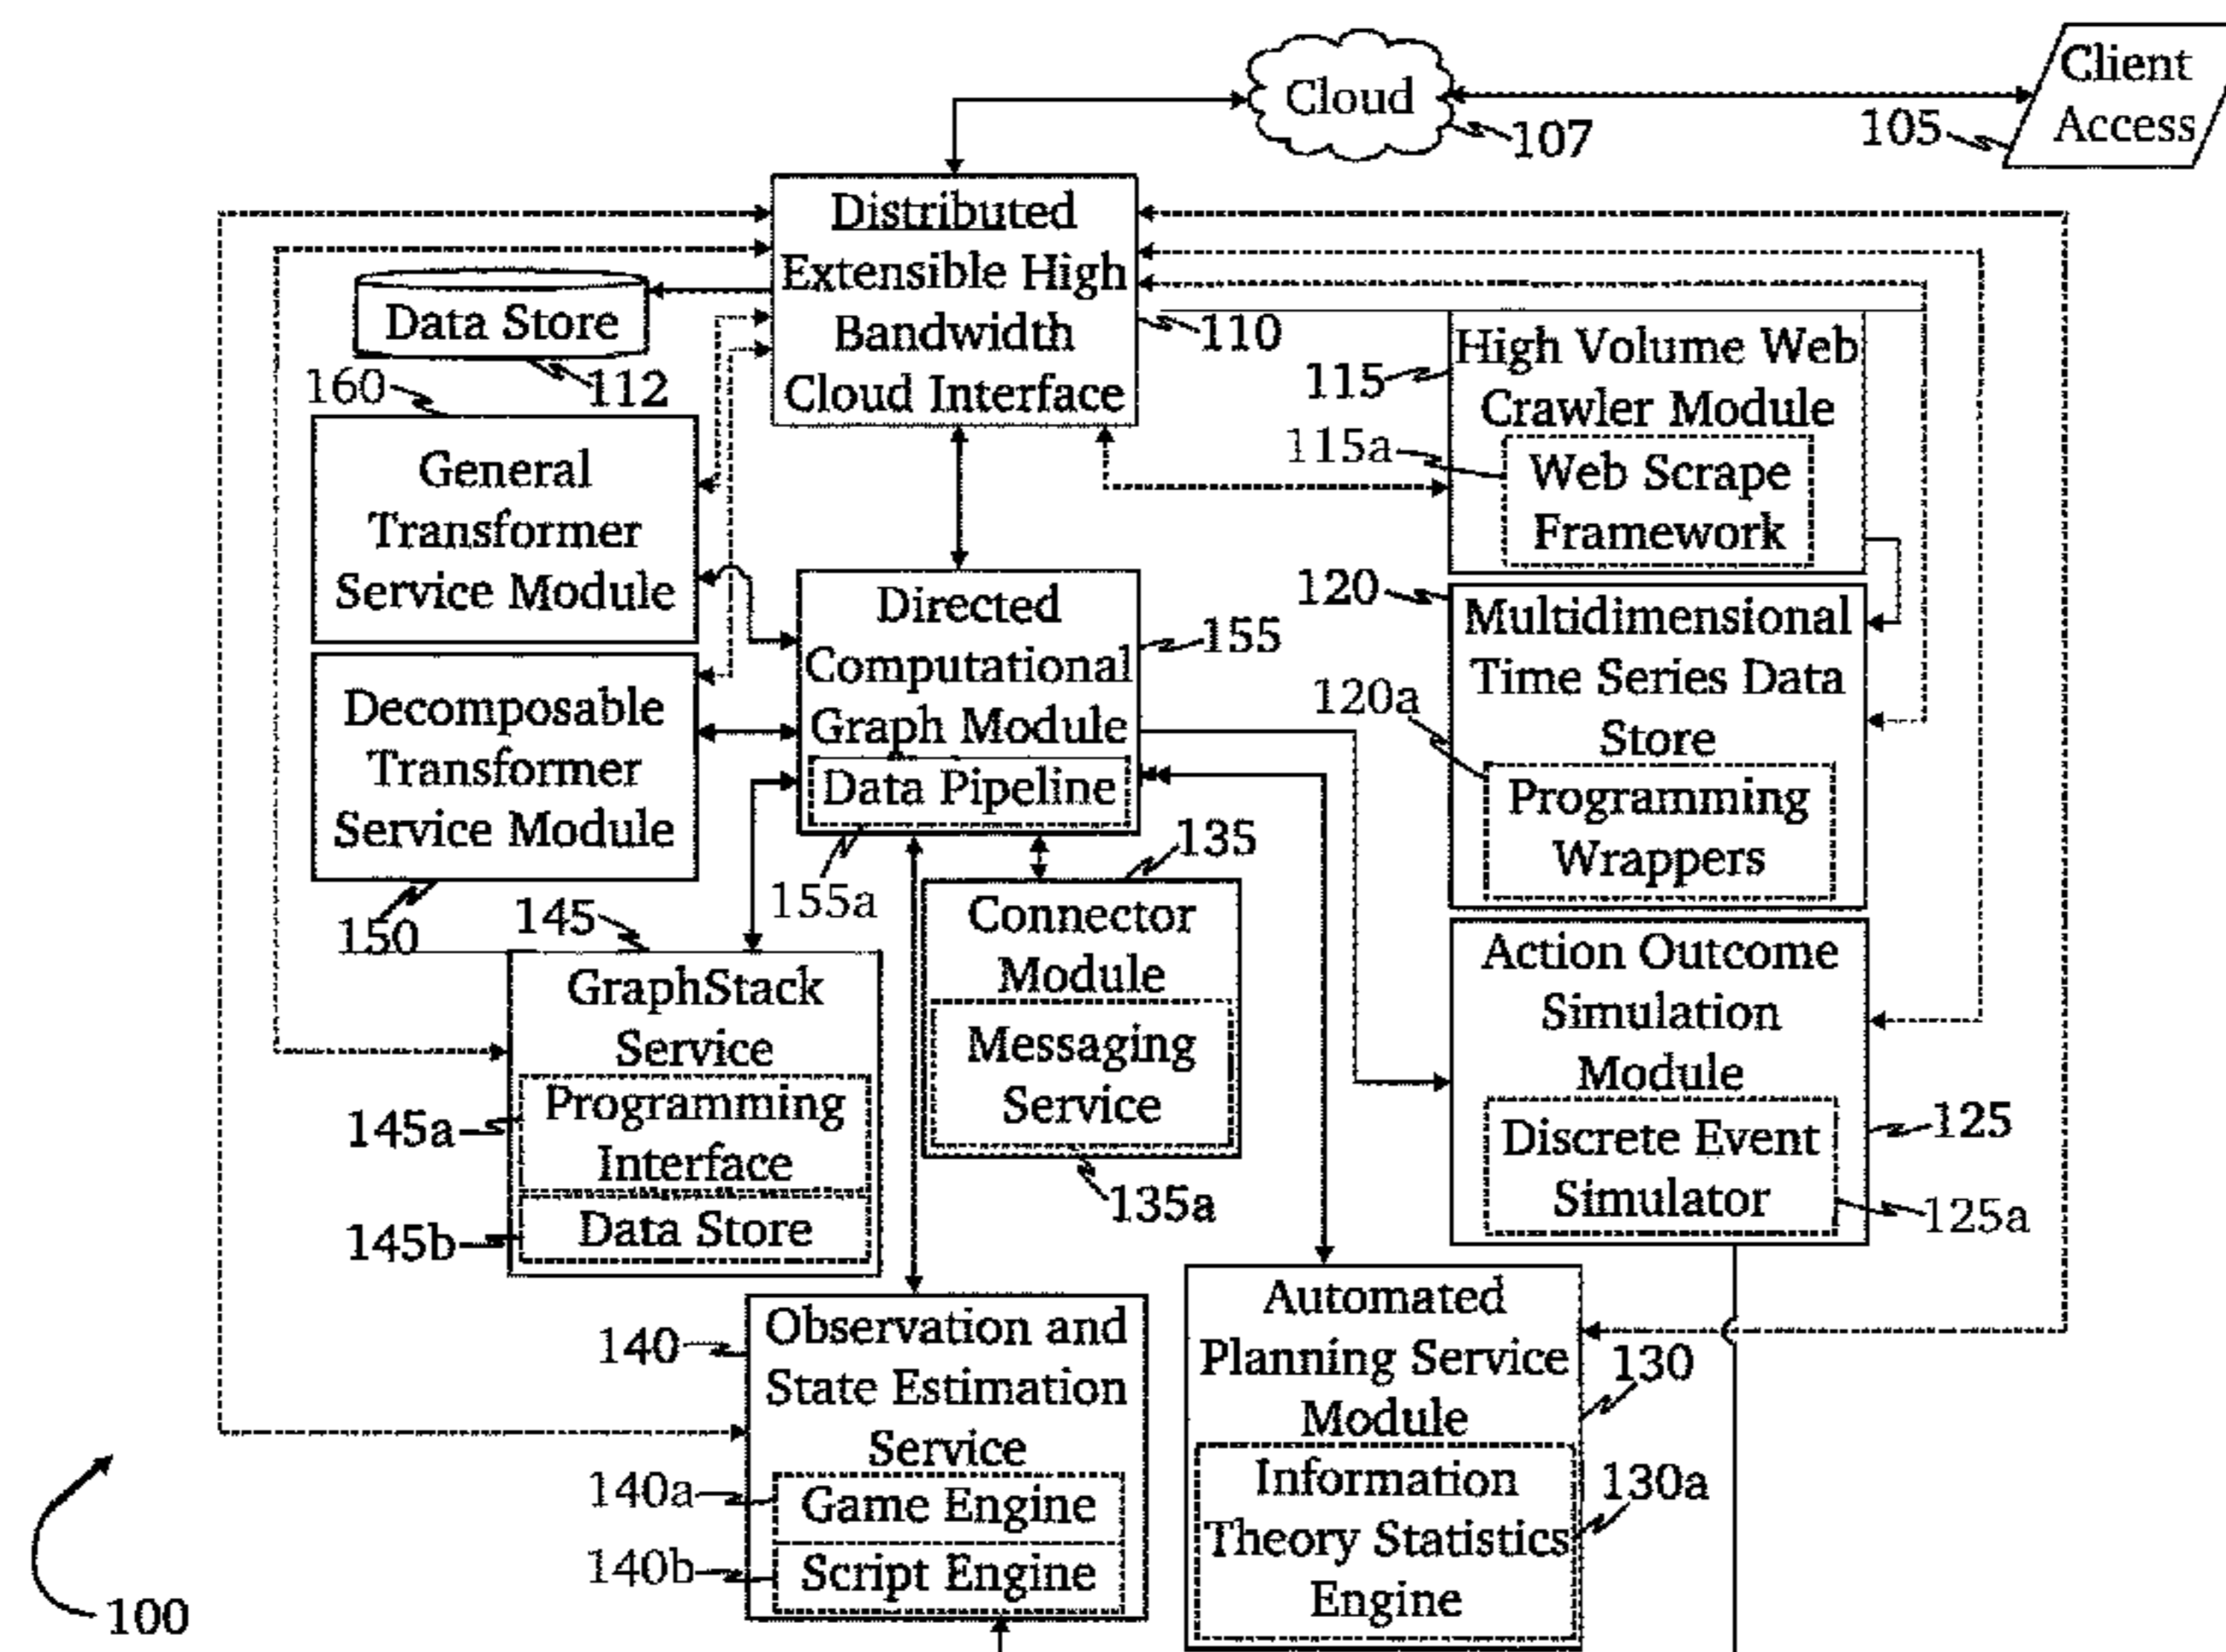 Cloud
107
Client
Access
105
Distributed
Extensible High
Bandwidth
Cloud Interface
110
Data Store
112
160
General
Transformer
Service Module
Decomposable
Transformer
Service Module
150
Directed
Computational
Graph Module
Data Pipeline
155
155a
115
High Volume Web
Crawler Module
115a
Web Scrape
Framework
120
Multidimensional
Time Series Data
Store
120a
Programming
Wrappers
135
Connector
Module
Messaging
Service
135a
145
GraphStack
Service
145a
Programming
Interface
145b
Data Store
Action Outcome
Simulation
Module
125
Discrete Event
Simulator
125a
140
Observation and
State Estimation
Service
140a
Game Engine
140b
Script Engine
Automated
Planning Service
Module
130
Information
Theory Statistics
Engine
130a
100